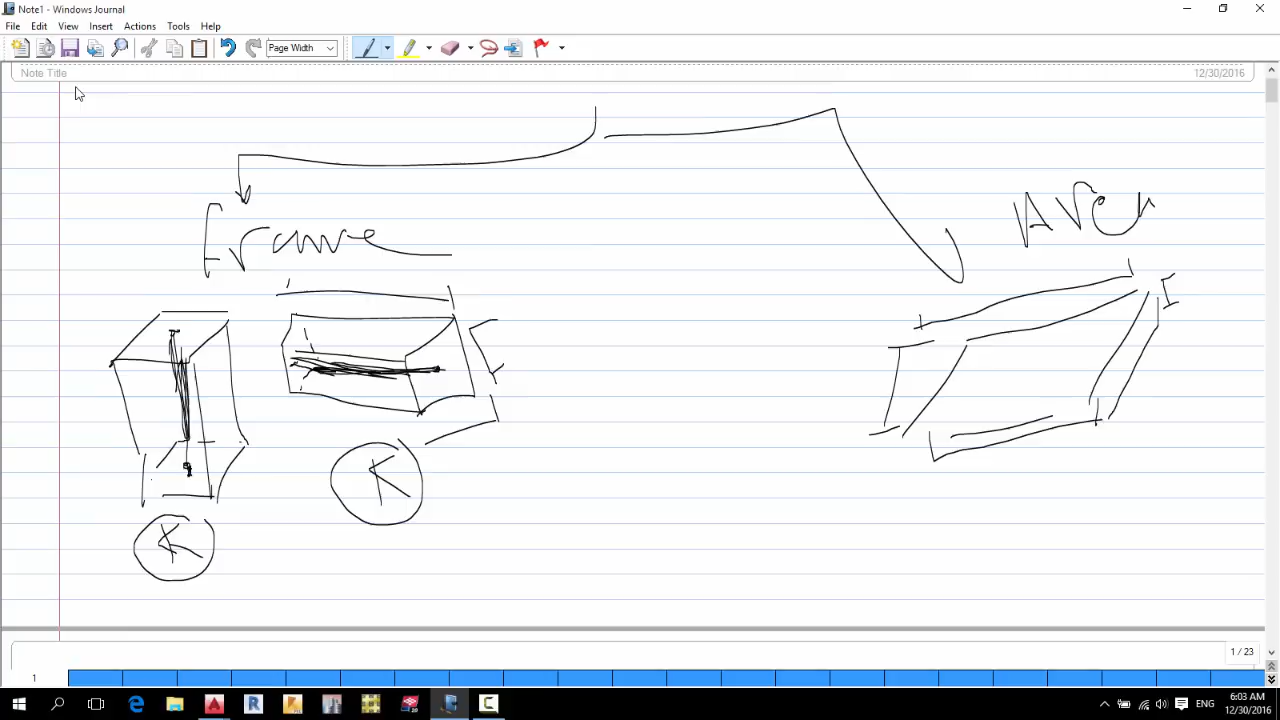 Note1 - Windows Journal
File Edit View Insert Actions Tools Help
Page Width
Note Title
12/30/2016
Frame
Area
K
K
1 / 23
1
ENG
6:03 AM
12/30/2016